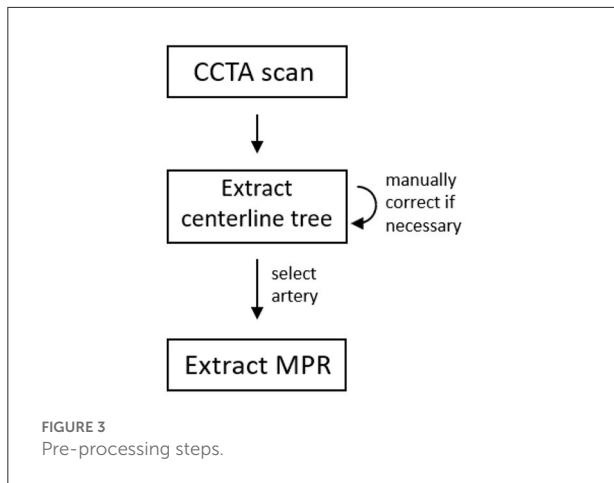 CCTA scan
Extract
centerline tree
manually
correct if
necessary
select
artery
Extract MPR
FIGURE 3
Pre-processing steps.